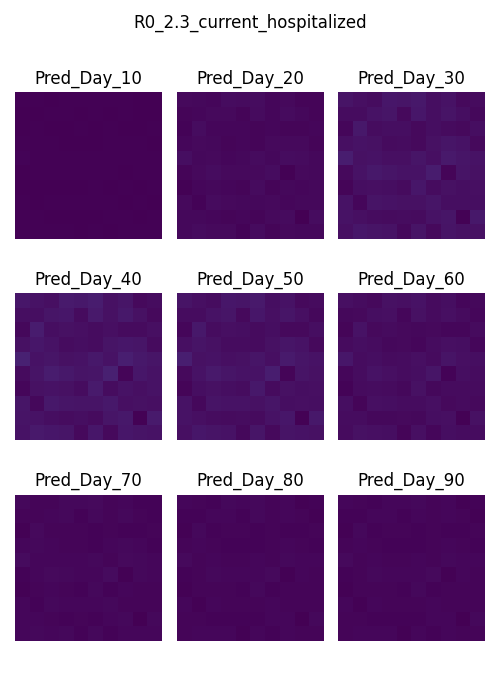 R0_2.3_current_hospitalized
Pred_Day_10 Pred_Day_20 Pred_Day_30
Pred_Day_40 Pred_Day_50 Pred_Day_60
Pred_Day_70 Pred_Day_80 Pred_Day_90